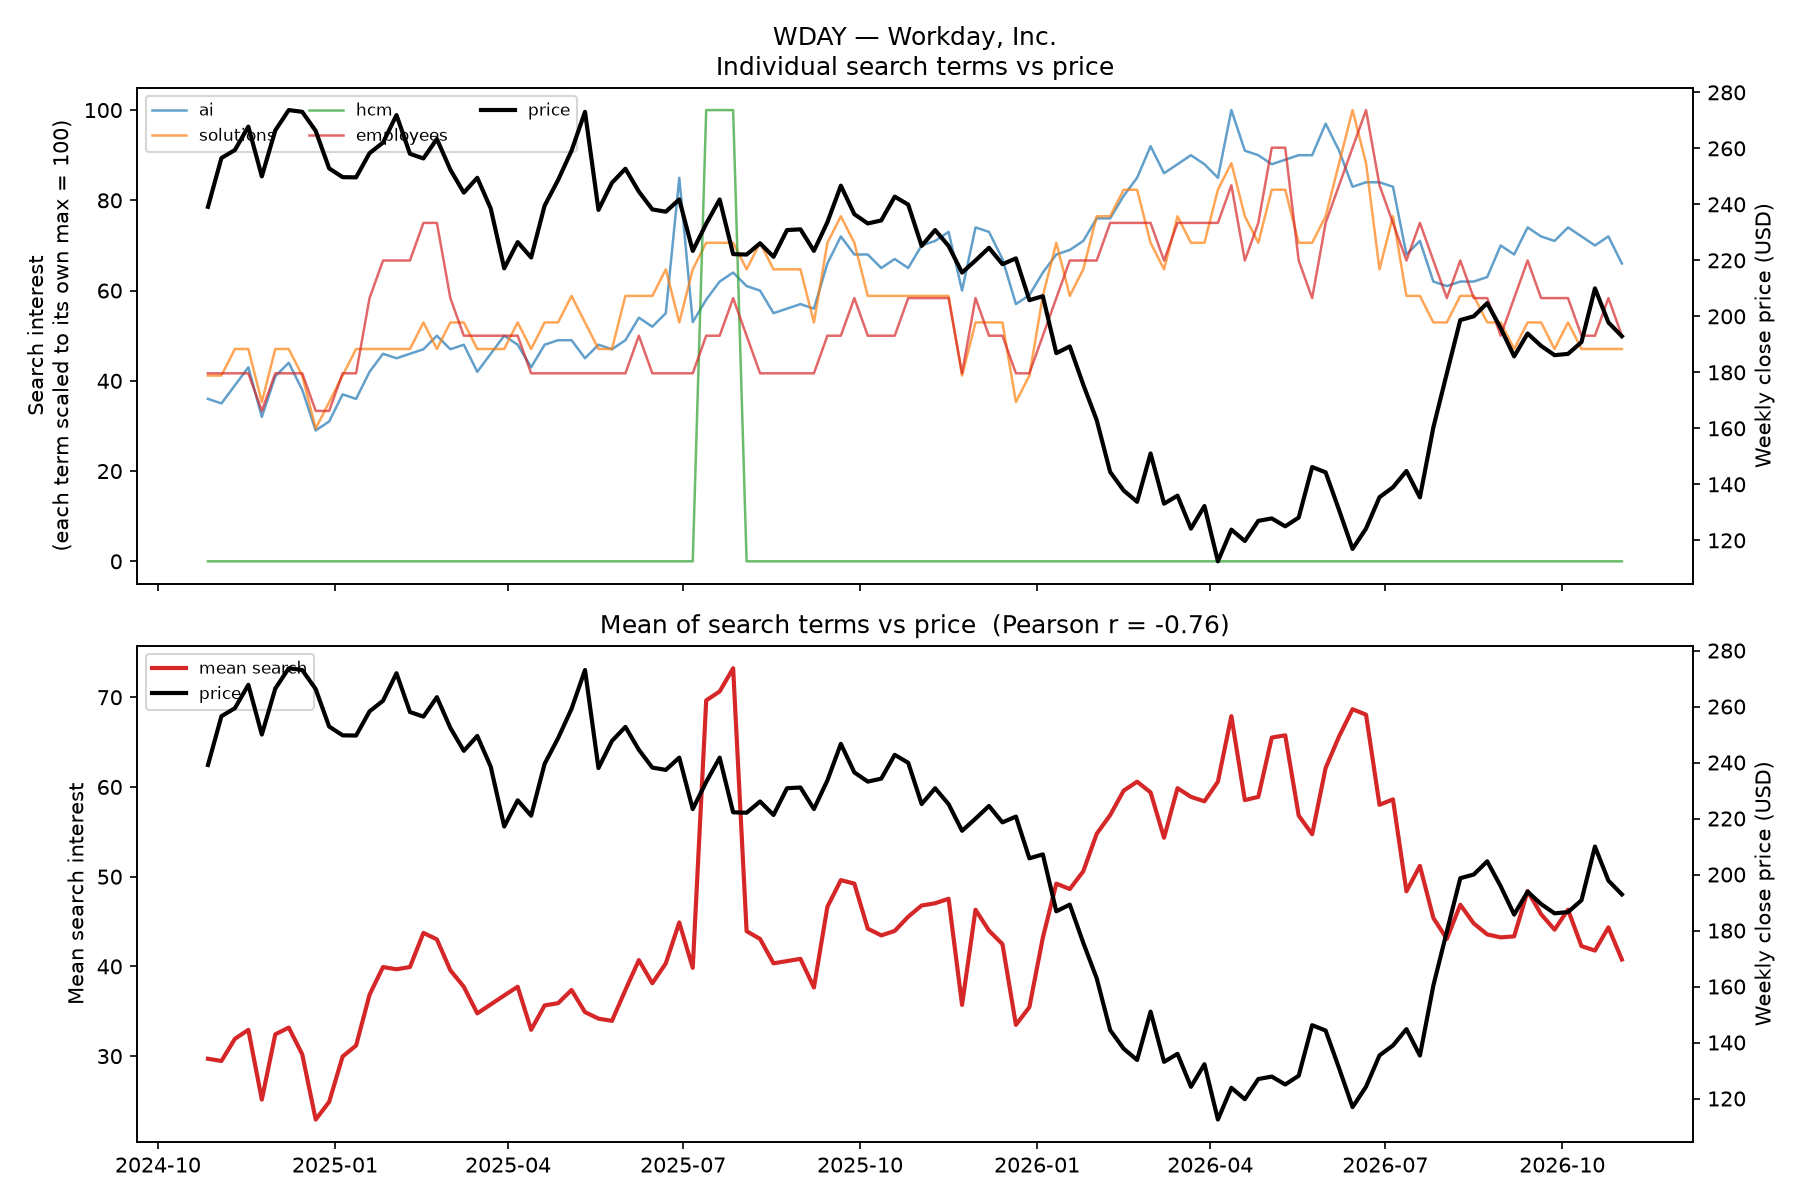 WDAY — Workday, Inc.
Individual search terms vs price
ai
solutions
hcm
employees
price
Search interest
(each term scaled to its own max = 100)
100
80
60
40
20
0
280
260
240
220
200
180
160
140
120
Weekly close price (USD)
Mean of search terms vs price  (Pearson r = -0.76)
mean search
price
Mean search interest
70
60
50
40
30
280
260
240
220
200
180
160
140
120
Weekly close price (USD)
2024-10
2025-01
2025-04
2025-07
2025-10
2026-01
2026-04
2026-07
2026-10